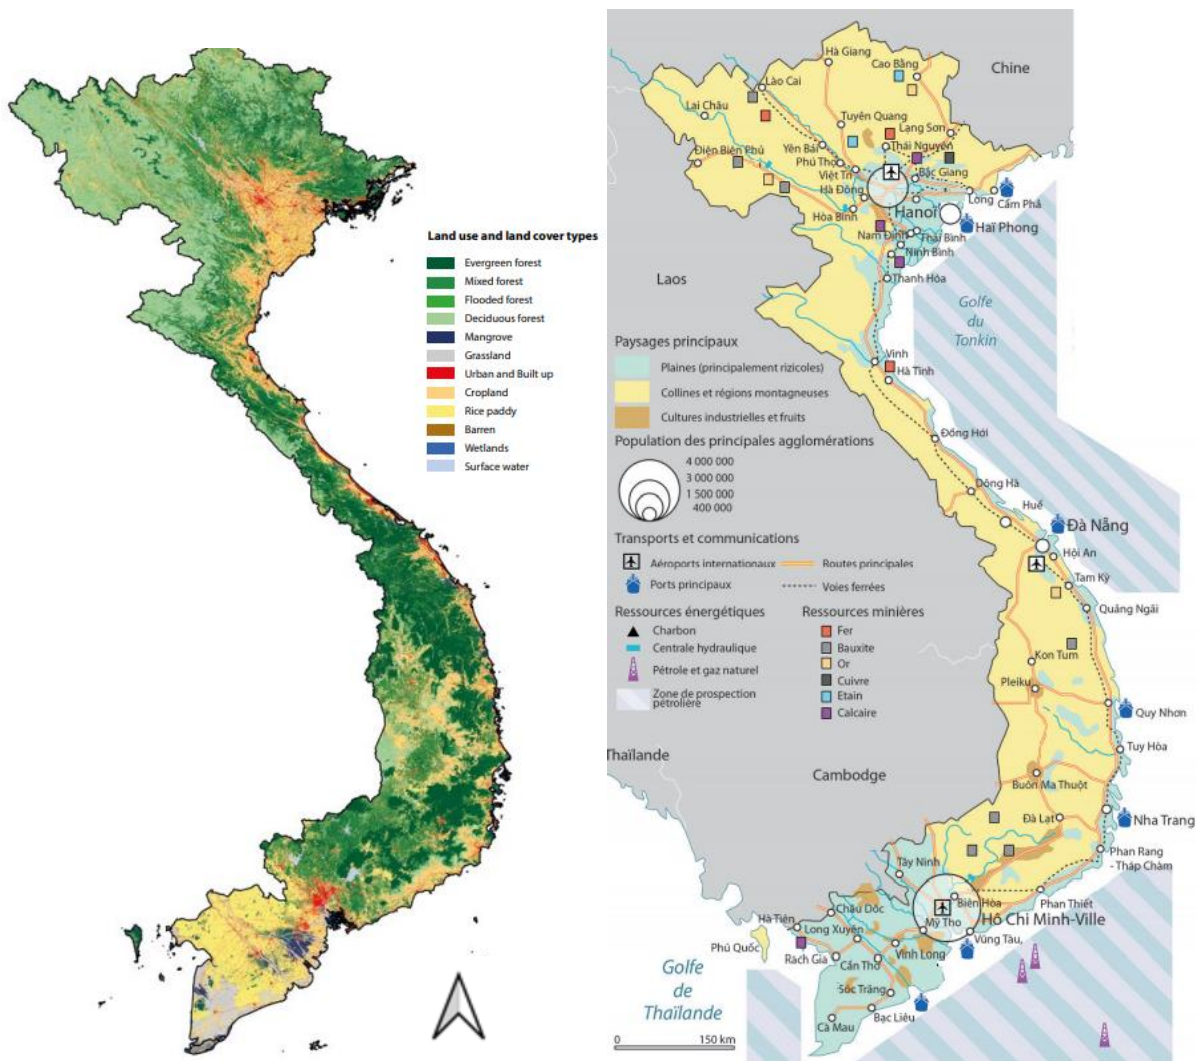 Land use and land cover types
Evergreen forest
Mixed forest
Flooded forest
Deciduous forest
Mangrove
Grassland
Urban and Built up
Cropland
Rice paddy
Barren
Wetlands
Surface water
Chine
Hà Giang
Cao Bằng
Lào Cai
Lai Châu
Tuyên Quang
Lạng Sơn
Điện Biên Phủ
Yên Bái
Thái Nguyên
Phú Thọ
Bắc Giang
Việt Tri
Hà Đông
Long
Cẩm Phả
Hanoï
Hòa Bình
Haï Phong
Nam Định
Thái Bình
Ninh Bình
Laos
Thanh Hóa
Golfe
du
Tonkin
Paysages principaux
Plaines (principalement rizicoles)
Collines et régions montagneuses
Cultures industrielles et fruits
Vinh
Hà Tĩnh
Đồng Hới
Population des principales agglomérations
4 000 000
3 000 000
1 500 000
400 000
Dông Hà
Huế
Đà Nẵng
Hội An
Tam Kỳ
Quảng Ngãi
Transports et communications
Aéroports internationaux
Routes principales
Ports principaux
Voies ferrées
Ressources énergétiques
Charbon
Centrale hydraulique
Pétrole et gaz naturel
Zone de prospection
pétrolière
Ressources minières
Fer
Bauxite
Or
Cuivre
Etain
Calcaire
Kon Tum
Pleiku
Quy Nhơn
Tuy Hòa
Thaïlande
Cambodge
Buôn Ma Thuột
Đà Lạt
Nha Trang
Phan Rang
- Tháp Chàm
Tây Ninh
Biên Hòa
Phan Thiết
Hô Chi Minh-Ville
Châu Dốc
Hà Tiên
Long Xuyên
Mỹ Tho
Vũng Tàu,
Phú Quốc
Rach Giá
Cần Thơ
Vĩnh Long
Golfe
de
Thaïlande
Sóc Trăng
Bạc Liêu
Cà Mau
0
150 km